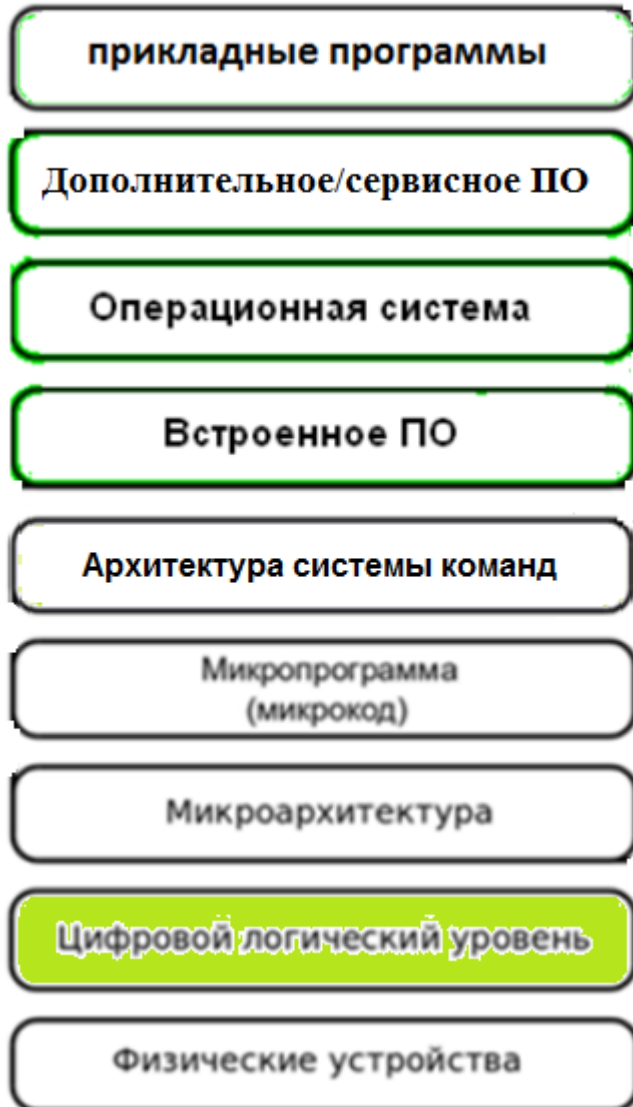 прикладные программы
Дополнительное/сервисное ПО
Операционная система
Встроенное ПО
Архитектура системы команд
Микропрограмма
(микрокод)
Микроархитектура
Цифровой логический уровень
Физические устройства